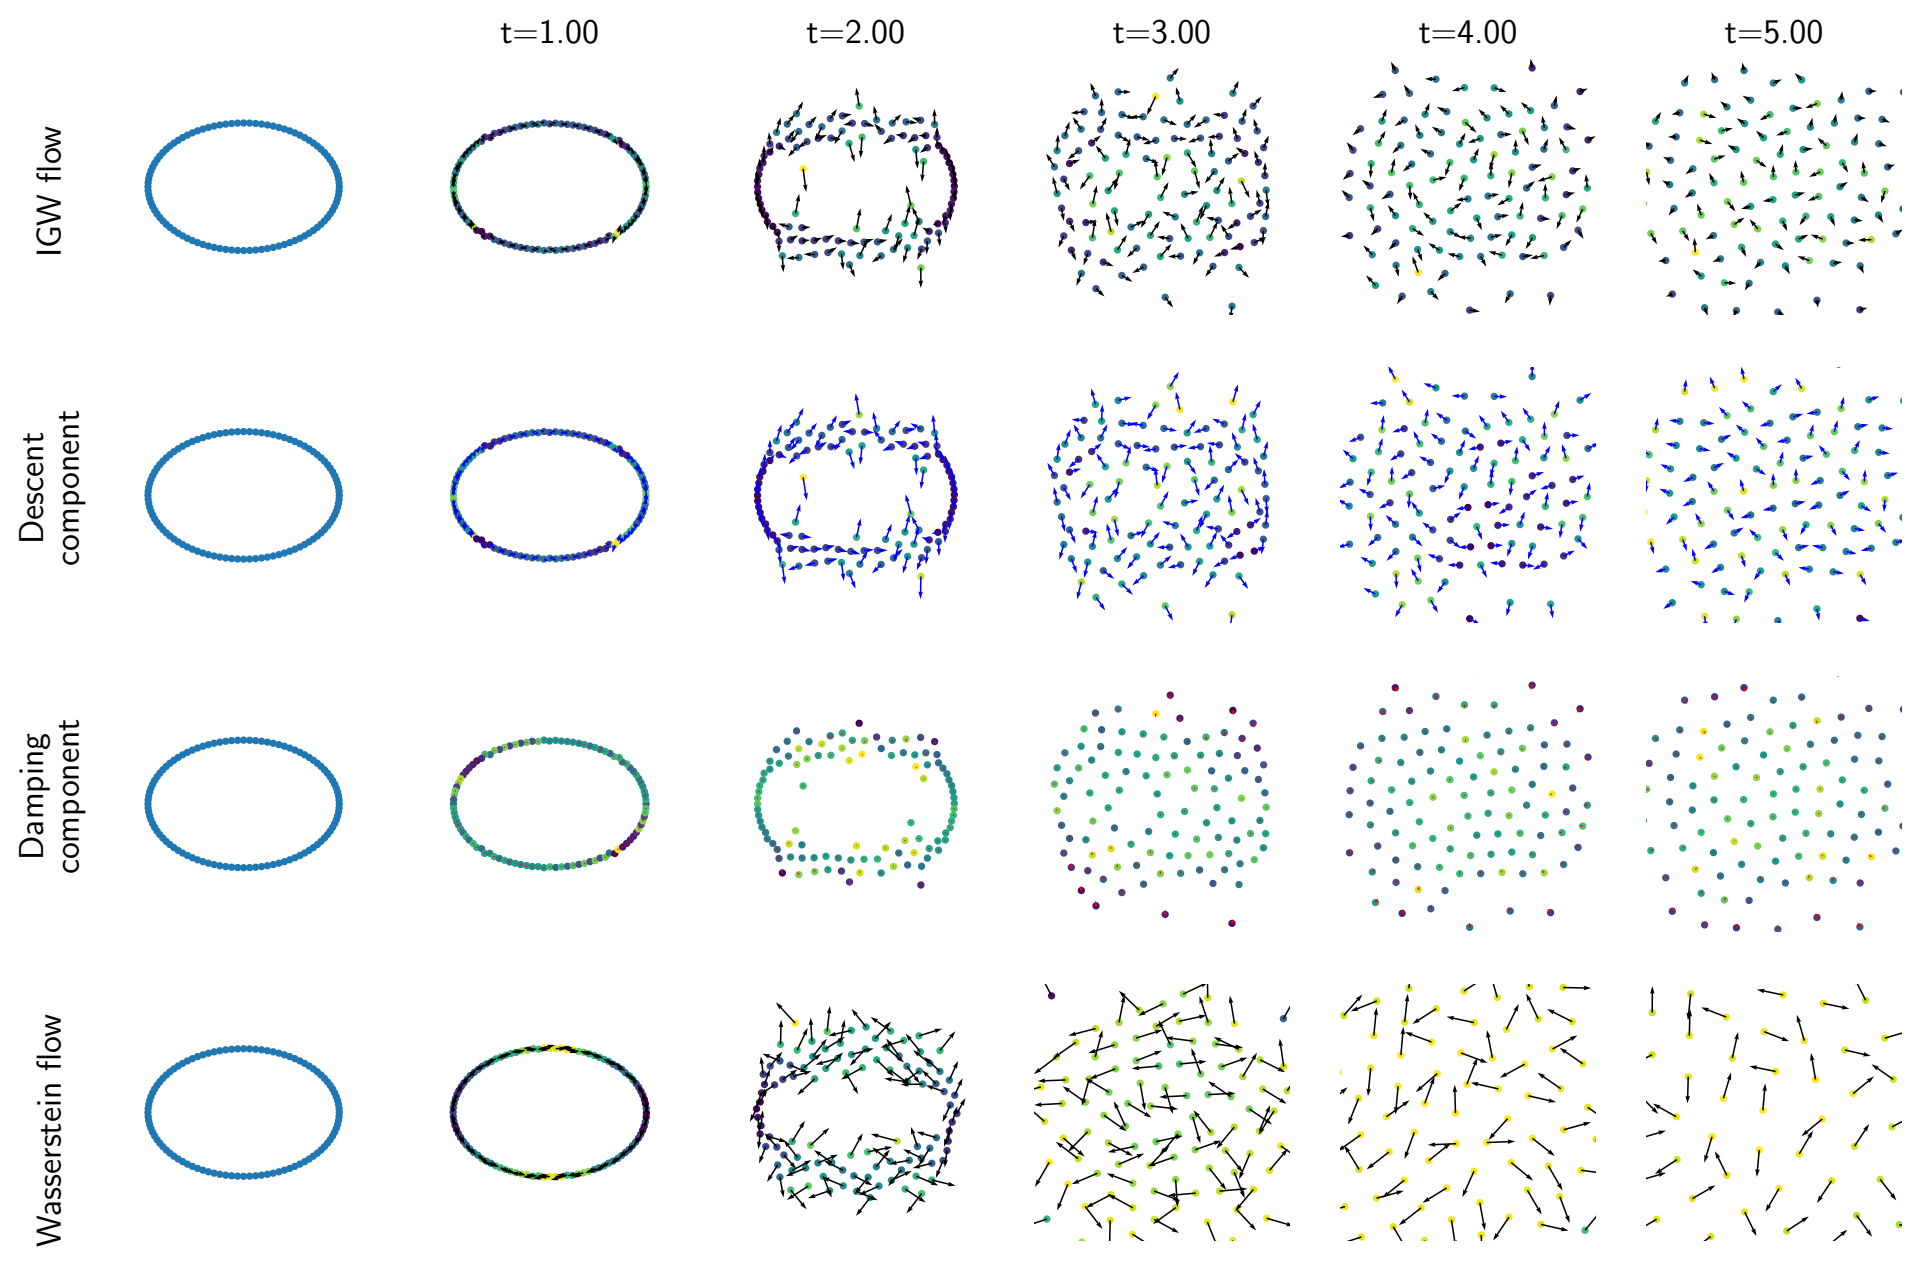 t=1.00
t=2.00
t=3.00
t=4.00
t=5.00
IGW flow
Descent
component
Damping
component
Wasserstein flow